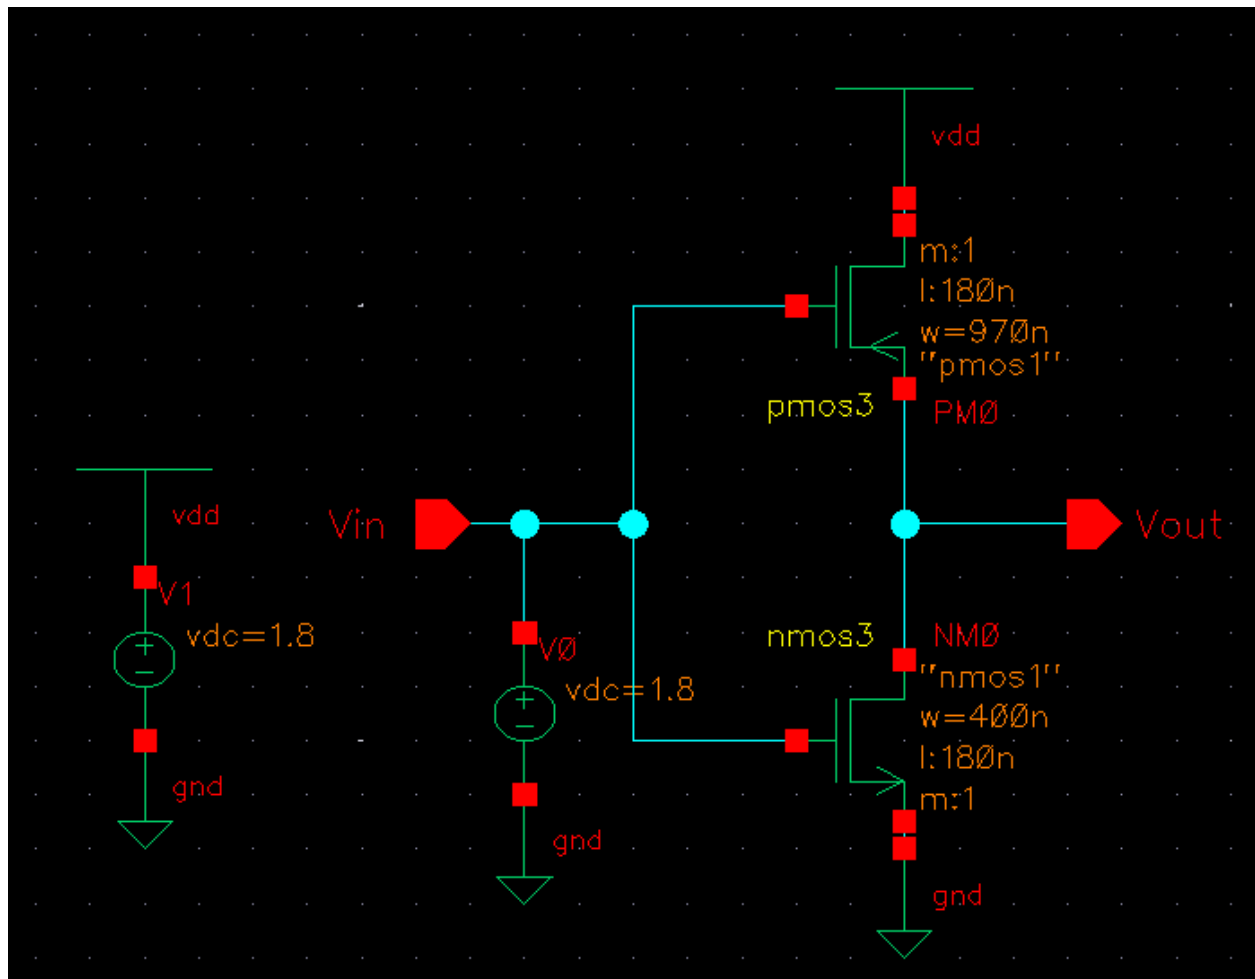 vdd
m:1
l:180n
w=970n
"pmos1"
pmos3
PM0
vdd
Vin
Vout
V1
vdc=1.8
V0
vdc=1.8
nmos3
NM0
"nmos1"
w=400n
l:180n
m:1
gnd
gnd
gnd